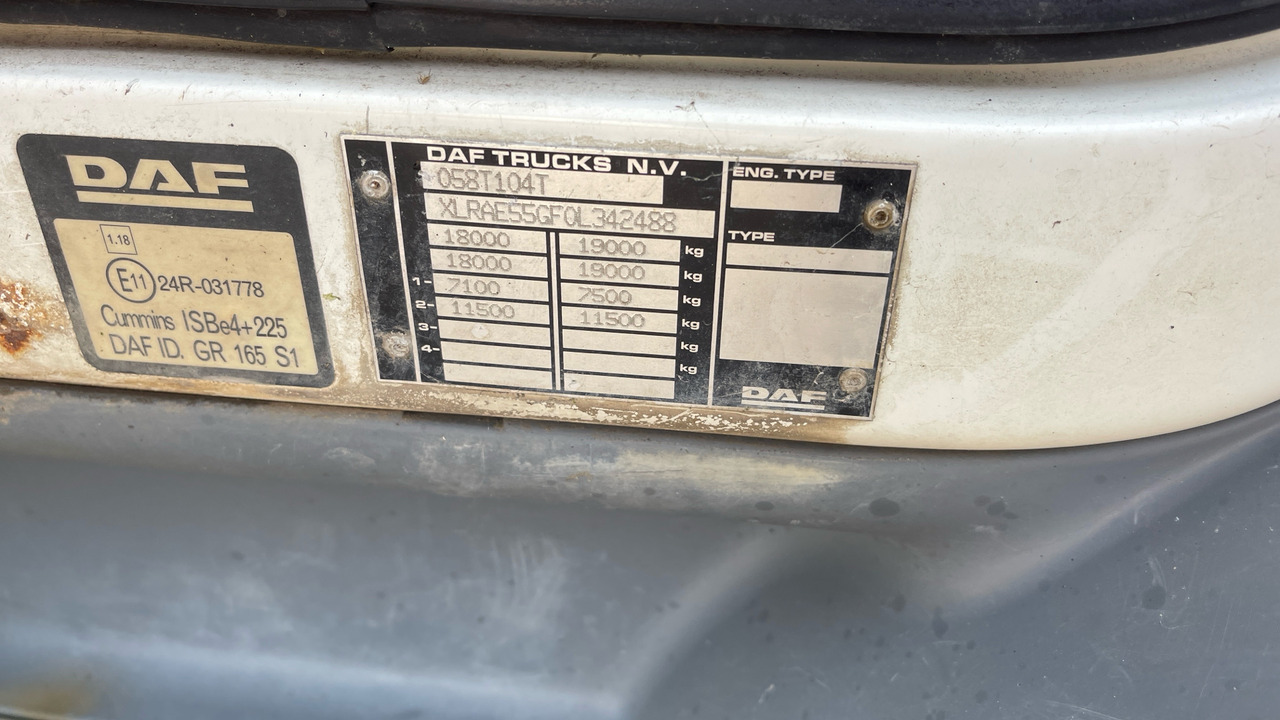 DAF
1.18
E11 24R-031778
Cummins ISBe4+225
DAF ID. GR 165 S1
DAF TRUCKS N.V.
058T104T
XLRAE55GF0L342488
18000 19000 kg
18000 19000 kg
1- 7100 7500 kg
2- 11500 11500 kg
3- kg
4- kg
ENG. TYPE
TYPE
DAF